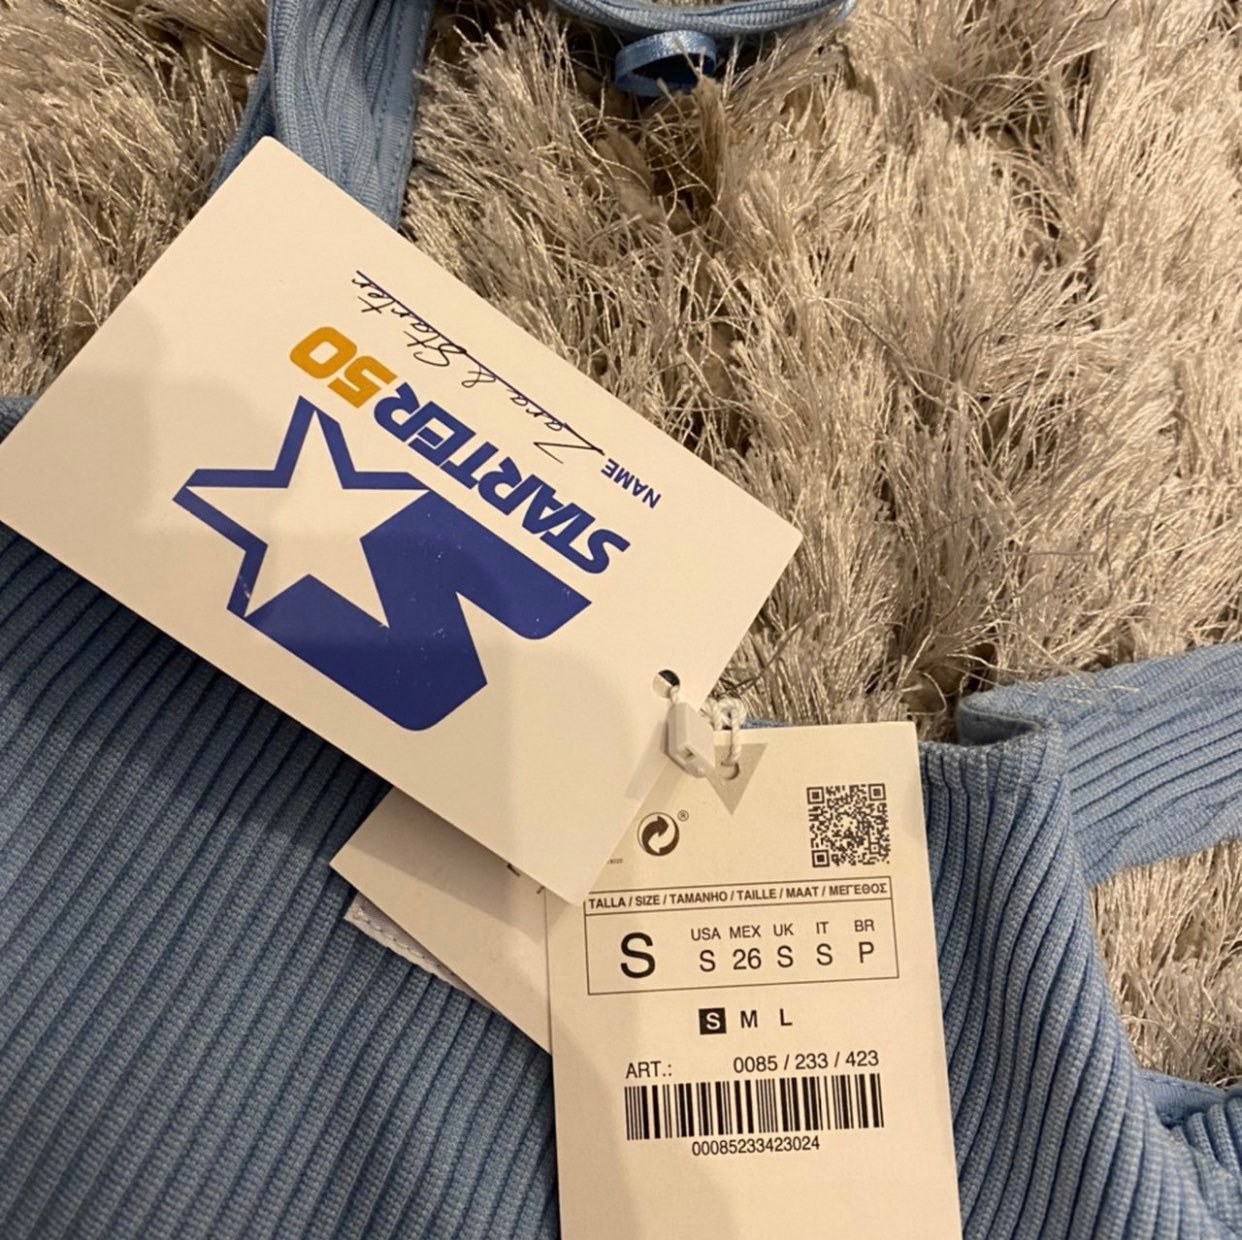 NAME Zara & Starter
STARTER50
®
TALLA / SIZE / TAMANHO / TAILLE / MAAT / ΜΕΓΕΘΟΣ
S
USA MEX UK IT BR
S 26 S S P
S M L
ART.: 0085 / 233 / 423
00085233423024